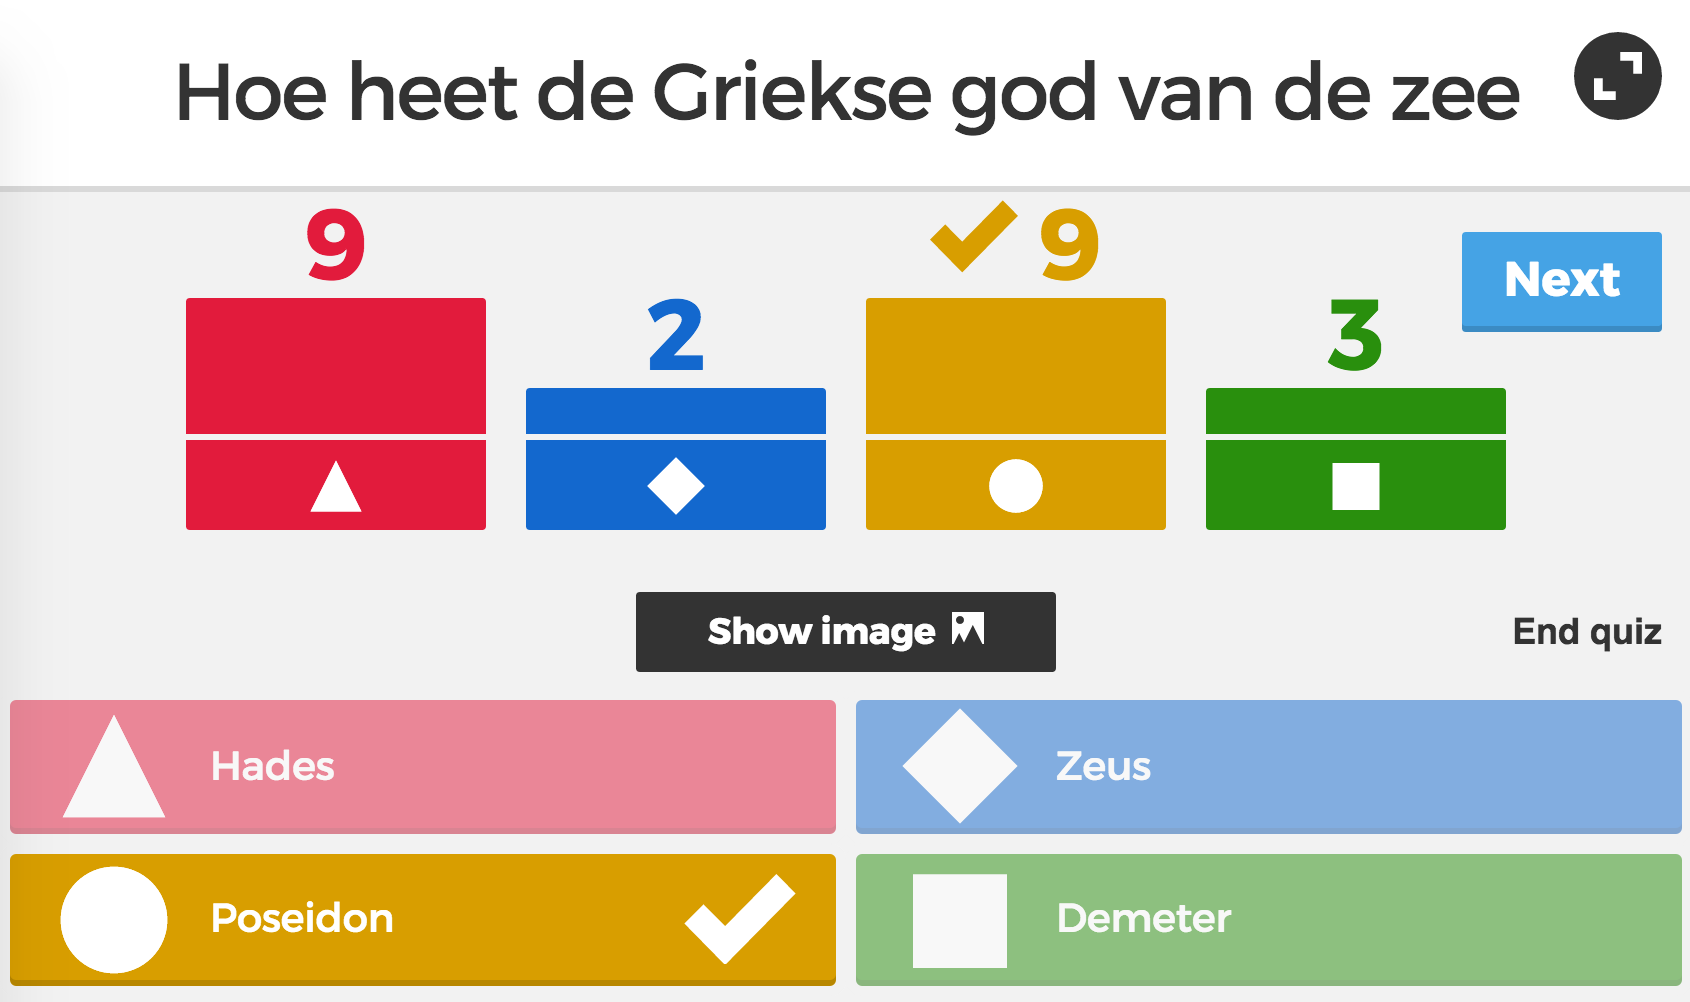 Hoe heet de Griekse god van de zee
9
2
9
3
Next
Show image
End quiz
Hades
Zeus
Poseidon
Demeter